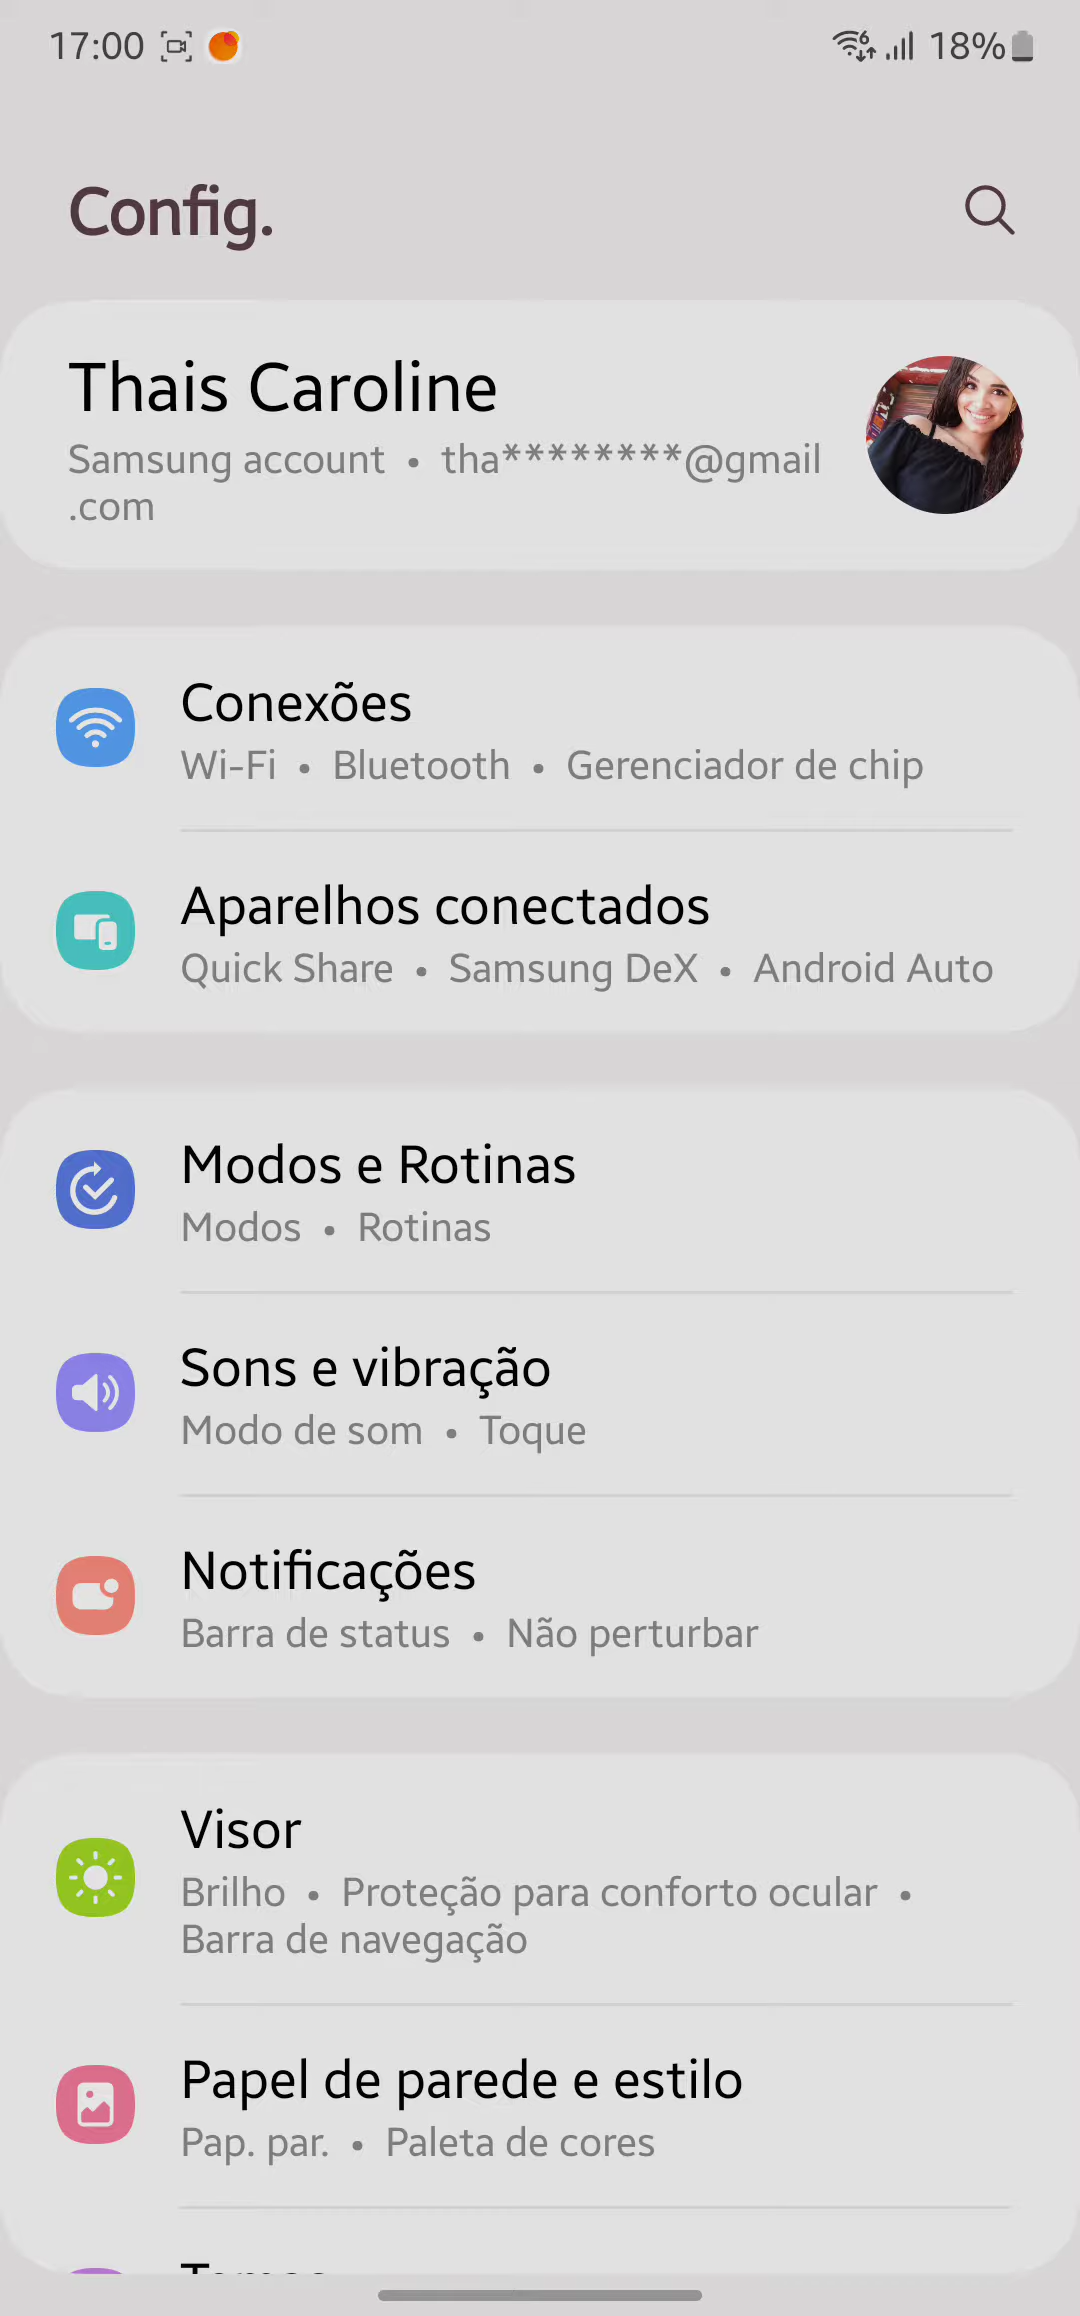 17:00
18%
Config.
Thais Caroline
Samsung account • tha********@gmail
.com
Conexões
Wi-Fi • Bluetooth • Gerenciador de chip
Aparelhos conectados
Quick Share • Samsung DeX • Android Auto
Modos e Rotinas
Modos • Rotinas
Sons e vibração
Modo de som • Toque
Notificações
Barra de status • Não perturbar
Visor
Brilho • Proteção para conforto ocular •
Barra de navegação
Papel de parede e estilo
Pap. par. • Paleta de cores